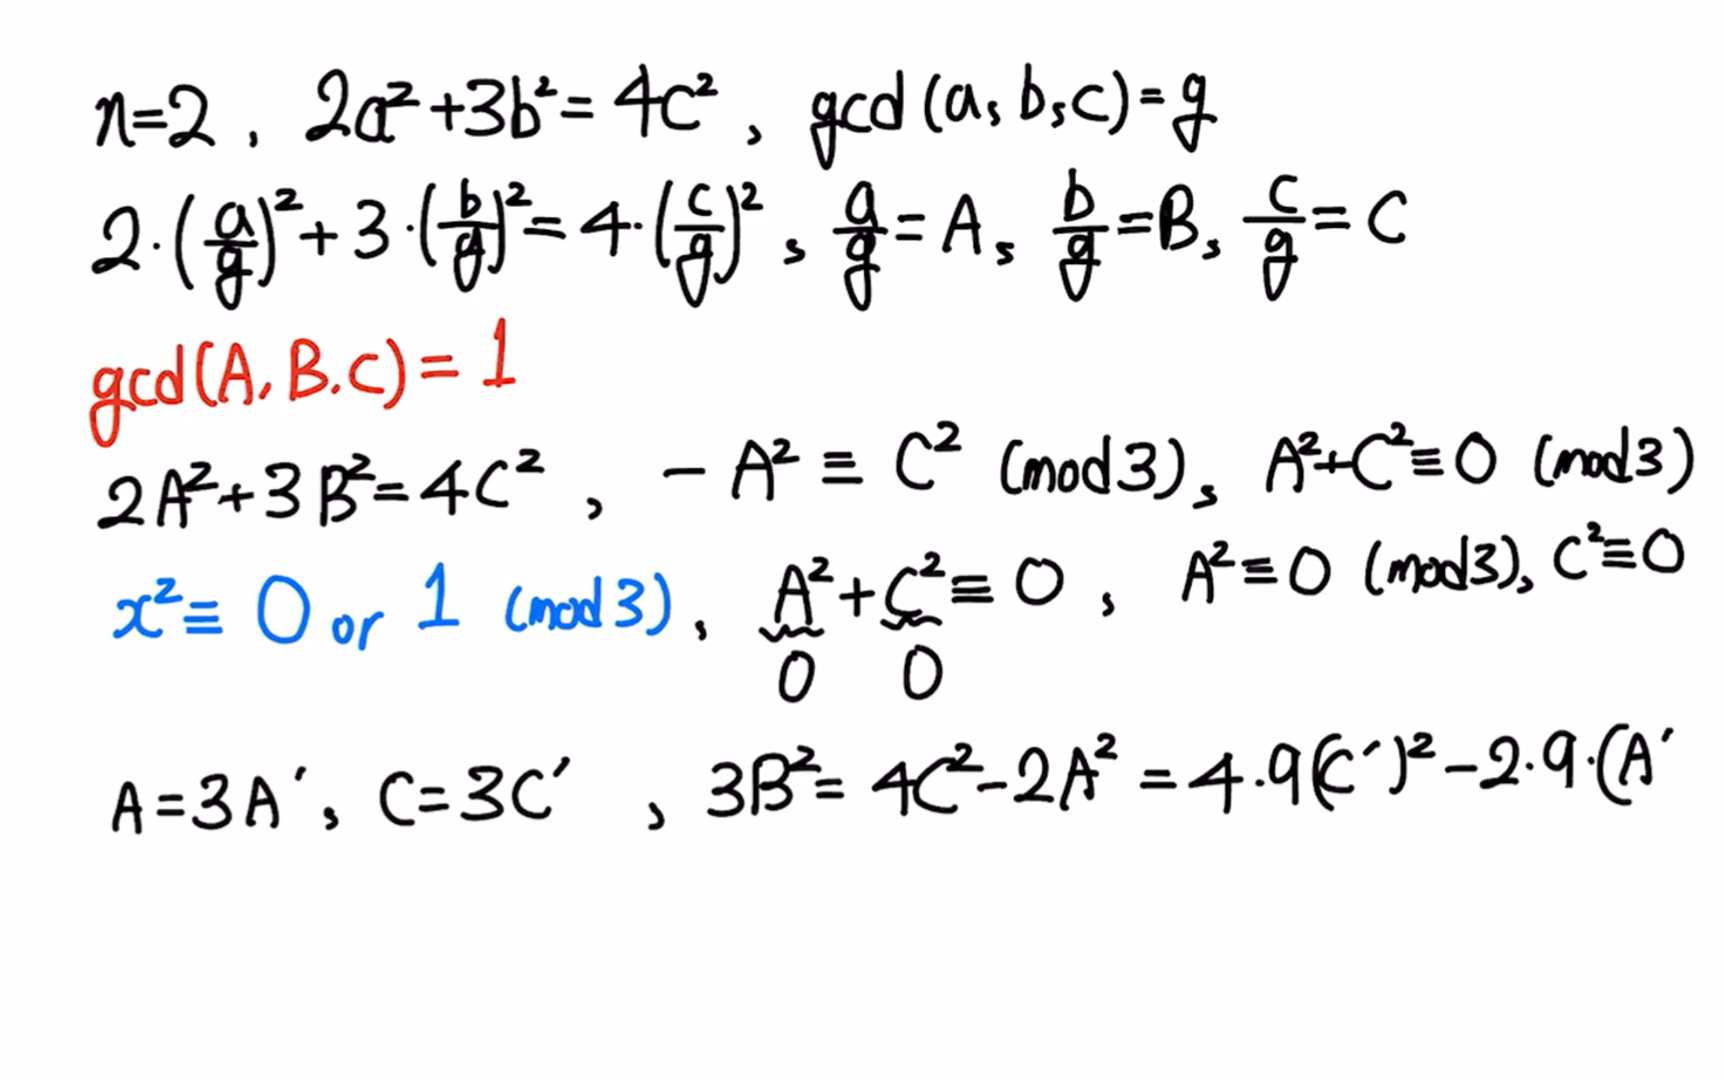 n=2, 2a²+3b²=4c², gcd(a,b,c)=g
2·(a/g)²+3·(b/g)²=4·(c/g)², a/g=A, b/g=B, c/g=C
gcd(A,B,C)=1
2A²+3B²=4C², -A²≡C² (mod3), A²+C²≡0 (mod3)
x²≡0 or 1 (mod3), A²+C²≡0, A²≡0 (mod3), C²≡0
0 0
A=3A', C=3C', 3B²=4C²-2A²=4·9(C')²-2·9·(A'